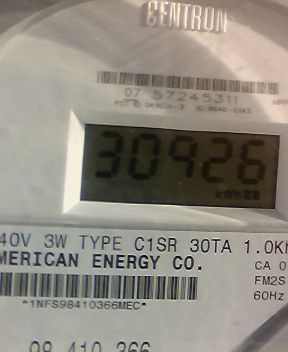 CENTRON
07 57245311
30926
kWh
40V 3W TYPE C1SR 30TA 1.0K
MERICAN ENERGY CO.
CA 0
FM2S
60Hz
*1NFS98410366MEC*
98 410 366